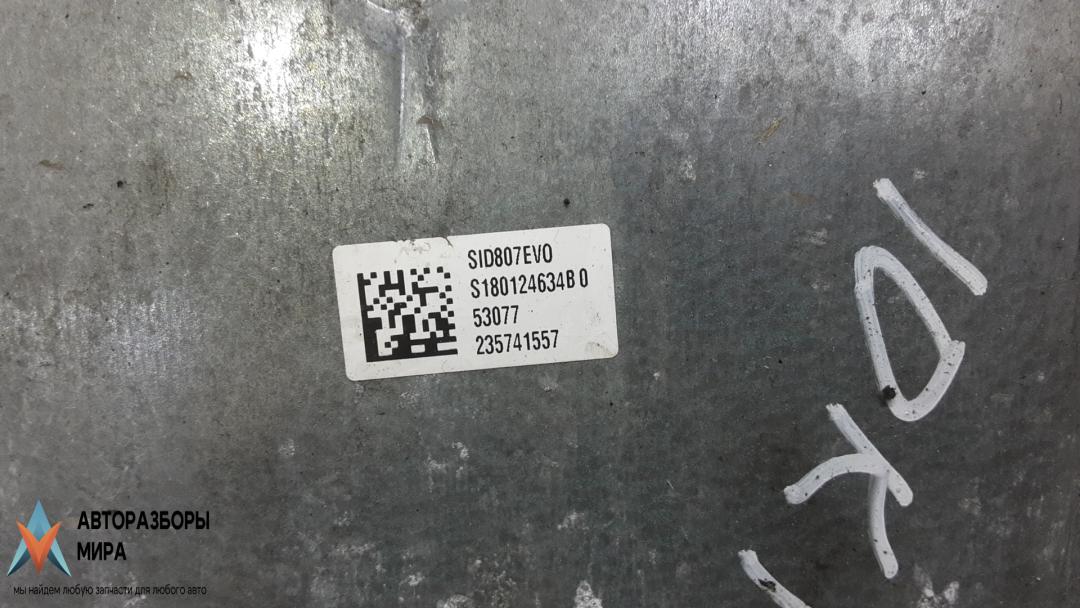 SID807EVO
S180124634B 0
53077
235741557
АВТОРАЗБОРЫ
МИРА
мы найдем любую запчасти для любого авто